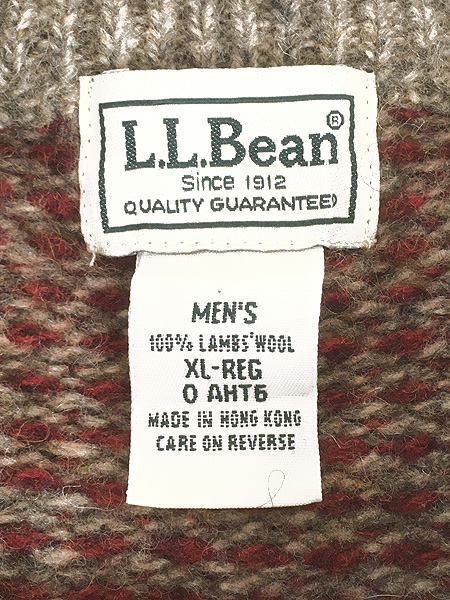 L.L.Bean®
Since 1912
QUALITY GUARANTEED
MEN'S
100% LAMBS' WOOL
XL-REG
0 AHT6
MADE IN HONG KONG
CARE ON REVERSE